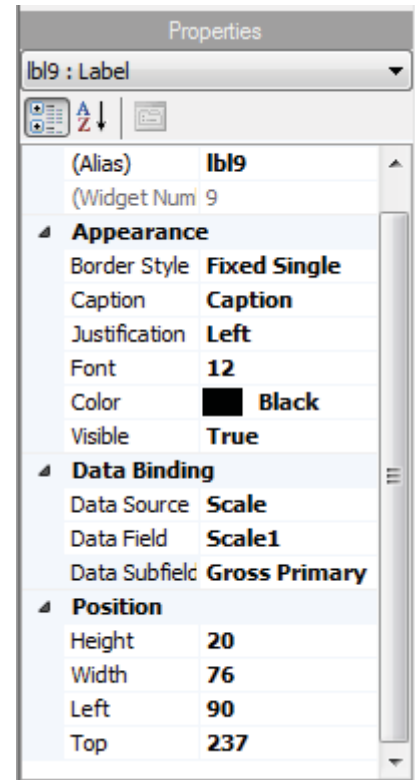 Properties
lbl9 : Label
A
Z
(Alias) lbl9
(Widget Num 9
Appearance
Border Style Fixed Single
Caption Caption
Justification Left
Font 12
Color Black
Visible True
Data Binding
Data Source Scale
Data Field Scale1
Data Subfield Gross Primary
Position
Height 20
Width 76
Left 90
Top 237